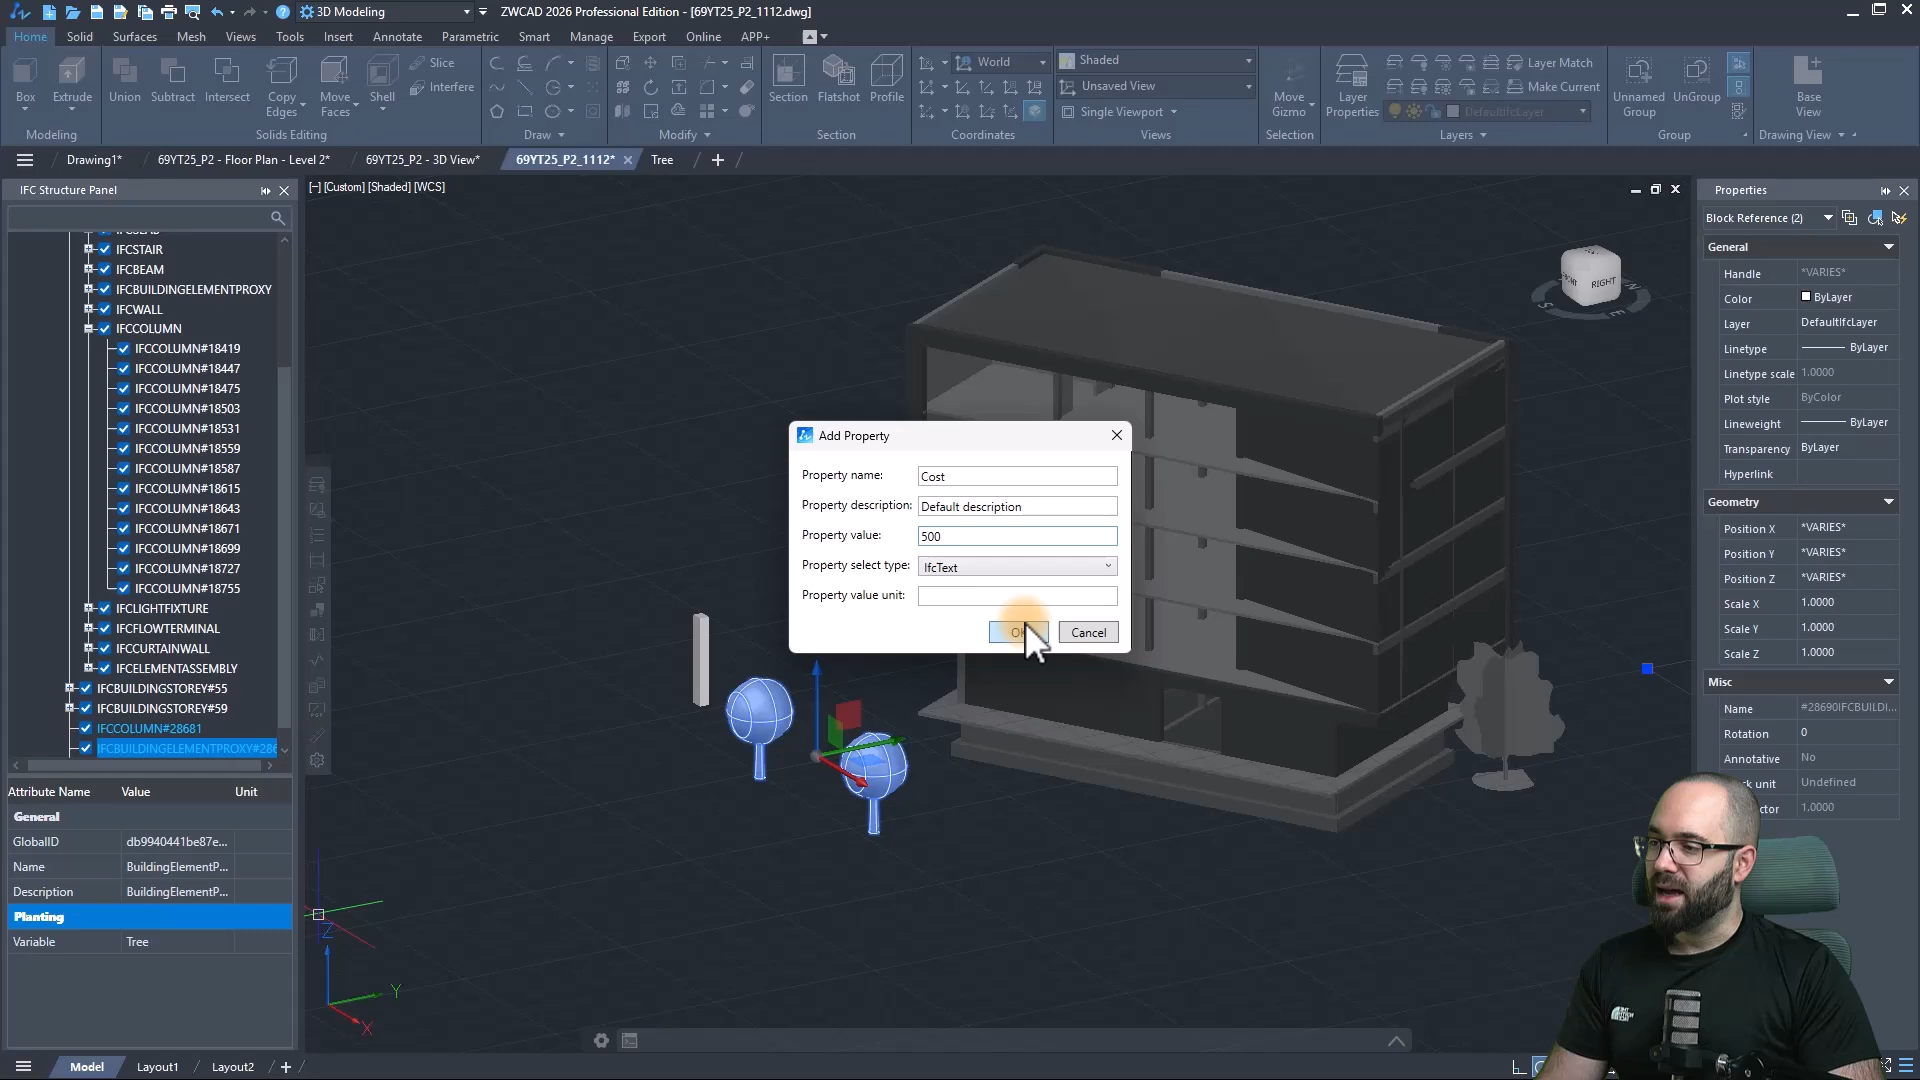 3D Modeling
ZWCAD 2026 Professional Edition - [69YT25_P2_1112.dwg]
Home Solid Surfaces Mesh Views Tools Insert Annotate Parametric Smart Manage Export Online APP+
Box Extrude Union Subtract Intersect Copy Edges Move Faces Shell Slice Interfere
Section Flatshot Profile
World
Shaded
Unsaved View
Single Viewport
Move Gizmo
Layer Properties
Layer Match
Make Current
DefaultIfcLayer
Unnamed Group
UnGroup
Base View
Modeling Solids Editing Draw Modify Section Coordinates Views Selection Layers Group Drawing View
Drawing1* 69YT25_P2 - Floor Plan - Level 2* 69YT25_P2 - 3D View* 69YT25_P2_1112* Tree
IFC Structure Panel
IFCSTAIR
IFCBEAM
IFCBUILDINGELEMENTPROXY
IFCWALL
IFCCOLUMN
IFCCOLUMN#18419
IFCCOLUMN#18447
IFCCOLUMN#18475
IFCCOLUMN#18503
IFCCOLUMN#18531
IFCCOLUMN#18559
IFCCOLUMN#18587
IFCCOLUMN#18615
IFCCOLUMN#18643
IFCCOLUMN#18671
IFCCOLUMN#18699
IFCCOLUMN#18727
IFCCOLUMN#18755
IFCLIGHTFIXTURE
IFCFLOWTERMINAL
IFCCURTAINWALL
IFCELEMENTASSEMBLY
IFCBUILDINGSTOREY#55
IFCBUILDINGSTOREY#59
IFCCOLUMN#28681
IFCBUILDINGELEMENTPROXY#286
Attribute Name Value Unit
General
GlobalID db9940441be87e...
Name BuildingElementP...
Description BuildingElementP...
Planting
Variable Tree
[−] [Custom] [Shaded] [WCS]
RIGHT
N
S
E
Add Property
Property name: Cost
Property description: Default description
Property value: 500
Property select type: IfcText
Property value unit:
Cancel
Z
Y
X
Properties
Block Reference (2)
General
Handle *VARIES*
Color ByLayer
Layer DefaultIfcLayer
Linetype ByLayer
Linetype scale 1.0000
Plot style ByColor
Lineweight ByLayer
Transparency ByLayer
Hyperlink
Geometry
Position X *VARIES*
Position Y *VARIES*
Position Z *VARIES*
Scale X 1.0000
Scale Y 1.0000
Scale Z 1.0000
Misc
Name #28690IFCBUILDI...
Rotation 0
Annotative No
unit Undefined
1.0000
THE NORTH FACE
Model Layout1 Layout2